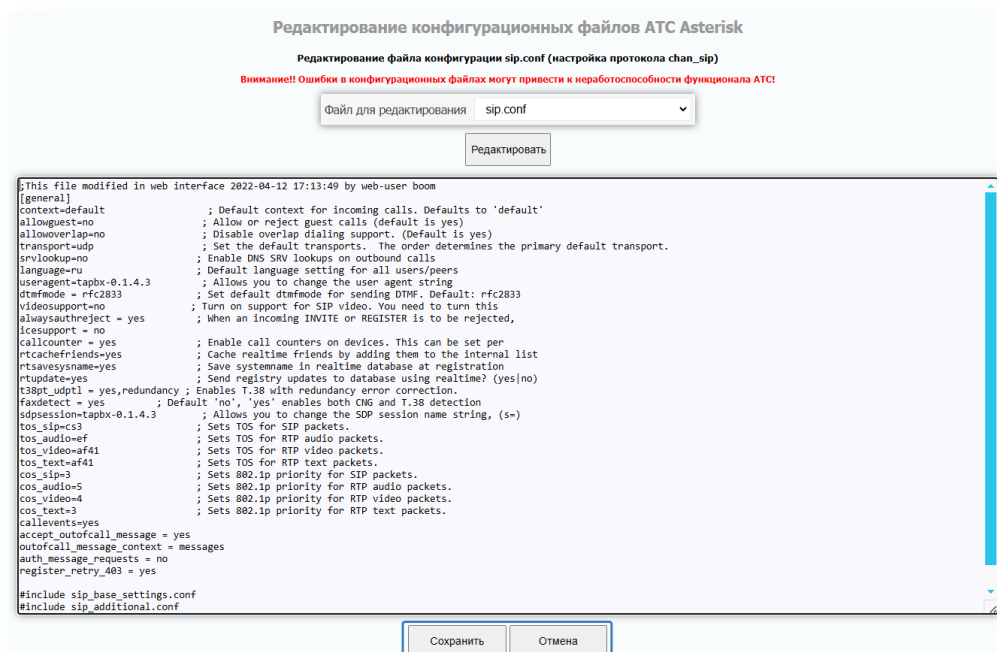 Редактирование конфигурационных файлов АТС Asterisk
Редактирование файла конфигурации sip.conf (настройка протокола chan_sip)
Внимание!! Ошибки в конфигурационных файлах могут привести к неработоспособности функционала АТС!
Файл для редактирования sip.conf
Редактировать
;This file modified in web interface 2022-04-12 17:13:49 by web-user boom
[general]
context=default ; Default context for incoming calls. Defaults to 'default'
allowguest=no ; Allow or reject guest calls (default is yes)
allowoverlap=no ; Disable overlap dialing support. (Default is yes)
transport=udp ; Set the default transports. The order determines the primary default transport.
srvlookup=no ; Enable DNS SRV lookups on outbound calls
language=ru ; Default language setting for all users/peers
useragent=tapbx-0.1.4.3 ; Allows you to change the user agent string
dtmfmode = rfc2833 ; Set default dtmfmode for sending DTMF. Default: rfc2833
videosupport=no ; Turn on support for SIP video. You need to turn this
alwaysauthreject = yes ; When an incoming INVITE or REGISTER is to be rejected,
icesupport = no
callcounter = yes ; Enable call counters on devices. This can be set per
rtcachefriends=yes ; Cache realtime friends by adding them to the internal list
rtsavesysname=yes ; Save systemname in realtime database at registration
rtupdate=yes ; Send registry updates to database using realtime? (yes|no)
t38pt_udptl = yes,redundancy ; Enables T.38 with redundancy error correction.
faxdetect = yes ; Default 'no', 'yes' enables both CNG and T.38 detection
sdpsession=tapbx-0.1.4.3 ; Allows you to change the SDP session name string, (s=)
tos_sip=cs3 ; Sets TOS for SIP packets.
tos_audio=ef ; Sets TOS for RTP audio packets.
tos_video=af41 ; Sets TOS for RTP video packets.
tos_text=af41 ; Sets TOS for RTP text packets.
cos_sip=3 ; Sets 802.1p priority for SIP packets.
cos_audio=5 ; Sets 802.1p priority for RTP audio packets.
cos_video=4 ; Sets 802.1p priority for RTP video packets.
cos_text=3 ; Sets 802.1p priority for RTP text packets.
callevents=yes
accept_outofcall_message = yes
outofcall_message_context = messages
auth_message_requests = no
register_retry_403 = yes
#include sip_base_settings.conf
#include sip_additional.conf
Сохранить Отмена